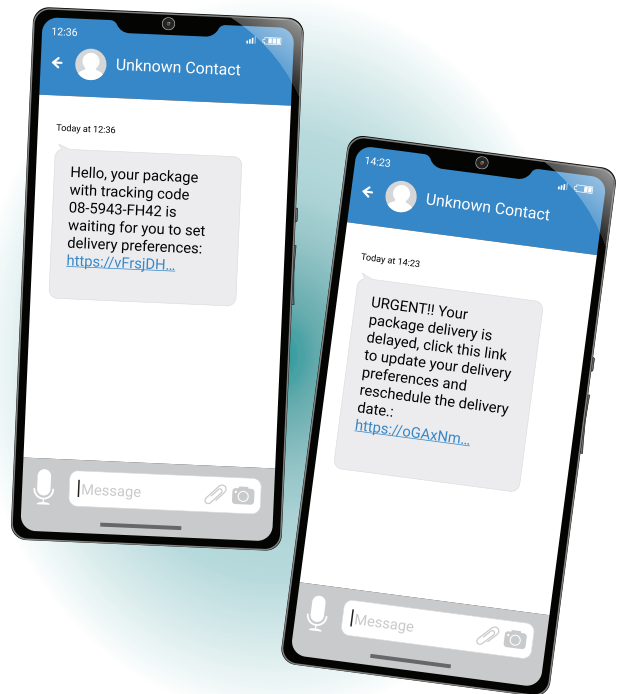 12:36
Unknown Contact
Today at 12:36
Hello, your package
with tracking code
08-5943-FH42 is
waiting for you to set
delivery preferences:
https://vFrsjDH...
Message
14:23
Unknown Contact
Today at 14:23
URGENT!! Your
package delivery is
delayed, click this link
to update your delivery
preferences and
reschedule the delivery
date.:
https://oGAxNm...
Message